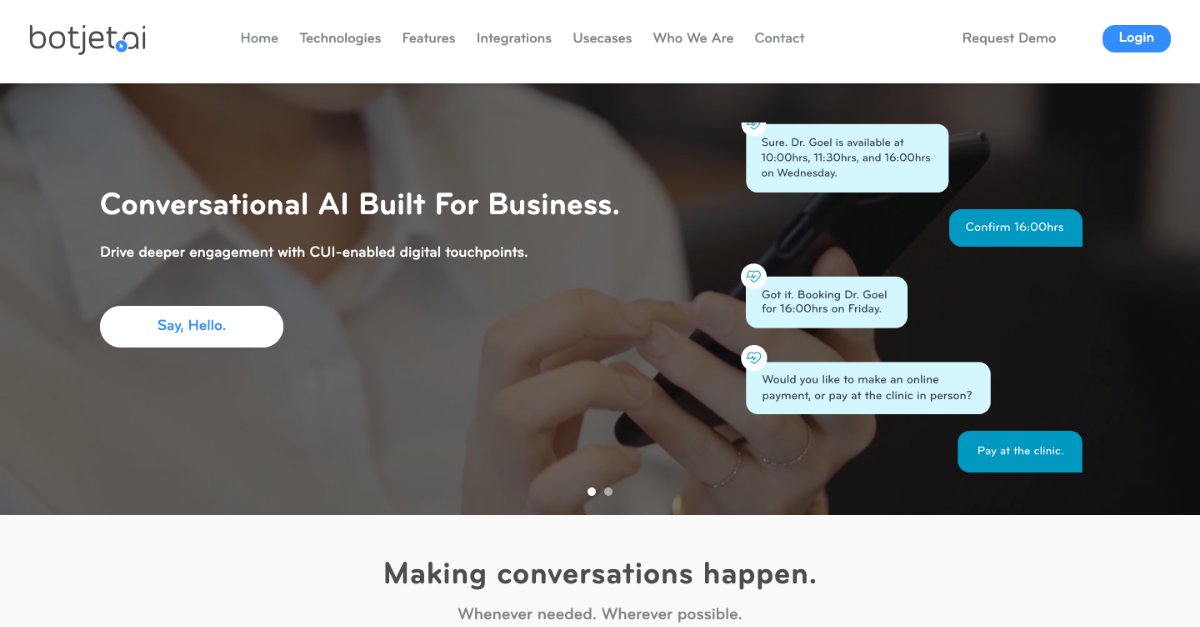 botjet.ai
Home Technologies Features Integrations Usecases Who We Are Contact Request Demo Login
Conversational AI Built For Business.
Drive deeper engagement with CUI-enabled digital touchpoints.
Say, Hello.
Sure. Dr. Goel is available at
10:00hrs, 11:30hrs, and 16:00hrs
on Wednesday.
Confirm 16:00hrs
Got it. Booking Dr. Goel
for 16:00hrs on Friday.
Would you like to make an online
payment, or pay at the clinic in person?
Pay at the clinic.
Making conversations happen.
Whenever needed. Wherever possible.